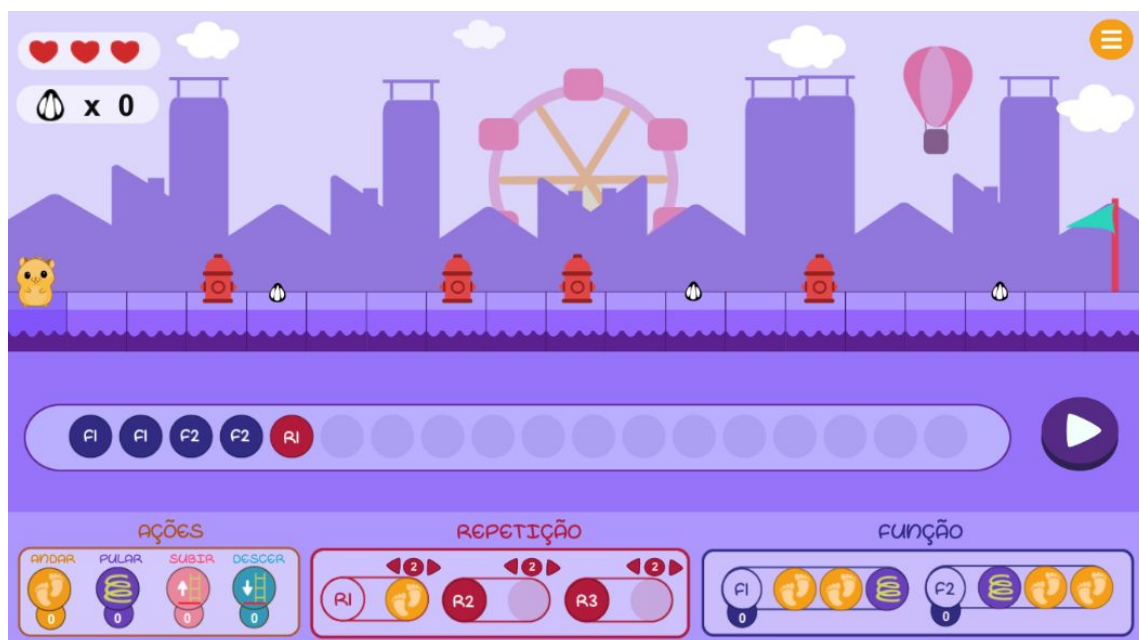 x 0
F1 F1 F2 F2 R1
AÇÕES
REPETIÇÃO
FUNÇÃO
ANDAR PULAR SUBIR DESCER
0 0 0 0
2 2 2
R1 R2 R3
F1 F2
0 0